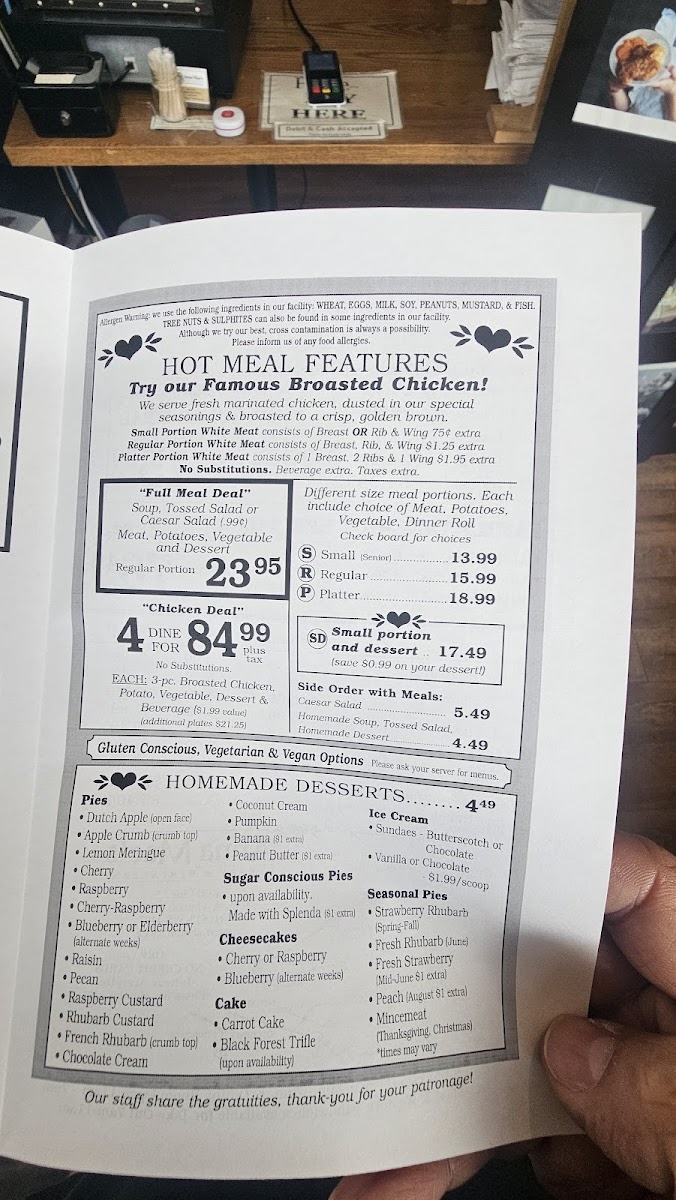 HERE
Debit & Cash Accepted
Allergen Warning: we use the following ingredients in our facility: WHEAT, EGGS, MILK, SOY, PEANUTS, MUSTARD, & FISH.
TREE NUTS & SULPHITES can also be found in some ingredients in our facility.
Although we try our best, cross contamination is always a possibility.
Please inform us of any food allergies.
HOT MEAL FEATURES
Try our Famous Broasted Chicken!
We serve fresh marinated chicken, dusted in our special
seasonings & broasted to a crisp, golden brown.
Small Portion White Meat consists of Breast OR Rib & Wing 75¢ extra
Regular Portion White Meat consists of Breast, Rib, & Wing $1.25 extra
Platter Portion White Meat consists of 1 Breast, 2 Ribs & 1 Wing $1.95 extra
No Substitutions. Beverage extra. Taxes extra.
"Full Meal Deal"
Soup, Tossed Salad or
Caesar Salad (.99¢)
Meat, Potatoes, Vegetable
and Dessert
Regular Portion 23 95
"Chicken Deal"
4 DINE FOR 84 99 plus tax
No Substitutions.
EACH: 3-pc. Broasted Chicken,
Potato, Vegetable, Dessert &
Beverage ($1.99 value)
(additional plates $21.25)
Different size meal portions. Each
include choice of Meat, Potatoes,
Vegetable, Dinner Roll
Check board for choices
S Small (Senior).................. 13.99
R Regular......................... 15.99
P Platter........................... 18.99
SD Small portion
and dessert .. 17.49
(save $0.99 on your dessert!)
Side Order with Meals:
Caesar Salad ........................ 5.49
Homemade Soup, Tossed Salad,
Homemade Dessert................. 4.49
Gluten Conscious, Vegetarian & Vegan Options Please ask your server for menus.
HOMEMADE DESSERTS........ 4 49
Pies
• Dutch Apple (open face)
• Apple Crumb (crumb top)
• Lemon Meringue
• Cherry
• Raspberry
• Cherry-Raspberry
• Blueberry or Elderberry
(alternate weeks)
• Raisin
• Pecan
• Raspberry Custard
• Rhubarb Custard
• French Rhubarb (crumb top)
• Chocolate Cream
• Coconut Cream
• Pumpkin
• Banana ($1 extra)
• Peanut Butter ($1 extra)
Sugar Conscious Pies
• upon availability.
Made with Splenda ($1 extra)
Cheesecakes
• Cherry or Raspberry
• Blueberry (alternate weeks)
Cake
• Carrot Cake
• Black Forest Trifle
(upon availability)
Ice Cream
• Sundaes - Butterscotch or
Chocolate
• Vanilla or Chocolate
- $1.99/scoop
Seasonal Pies
• Strawberry Rhubarb
(Spring-Fall)
• Fresh Rhubarb (June)
• Fresh Strawberry
(Mid-June $1 extra)
• Peach (August $1 extra)
• Mincemeat
(Thanksgiving, Christmas)
*times may vary
Our staff share the gratuities, thank-you for your patronage!